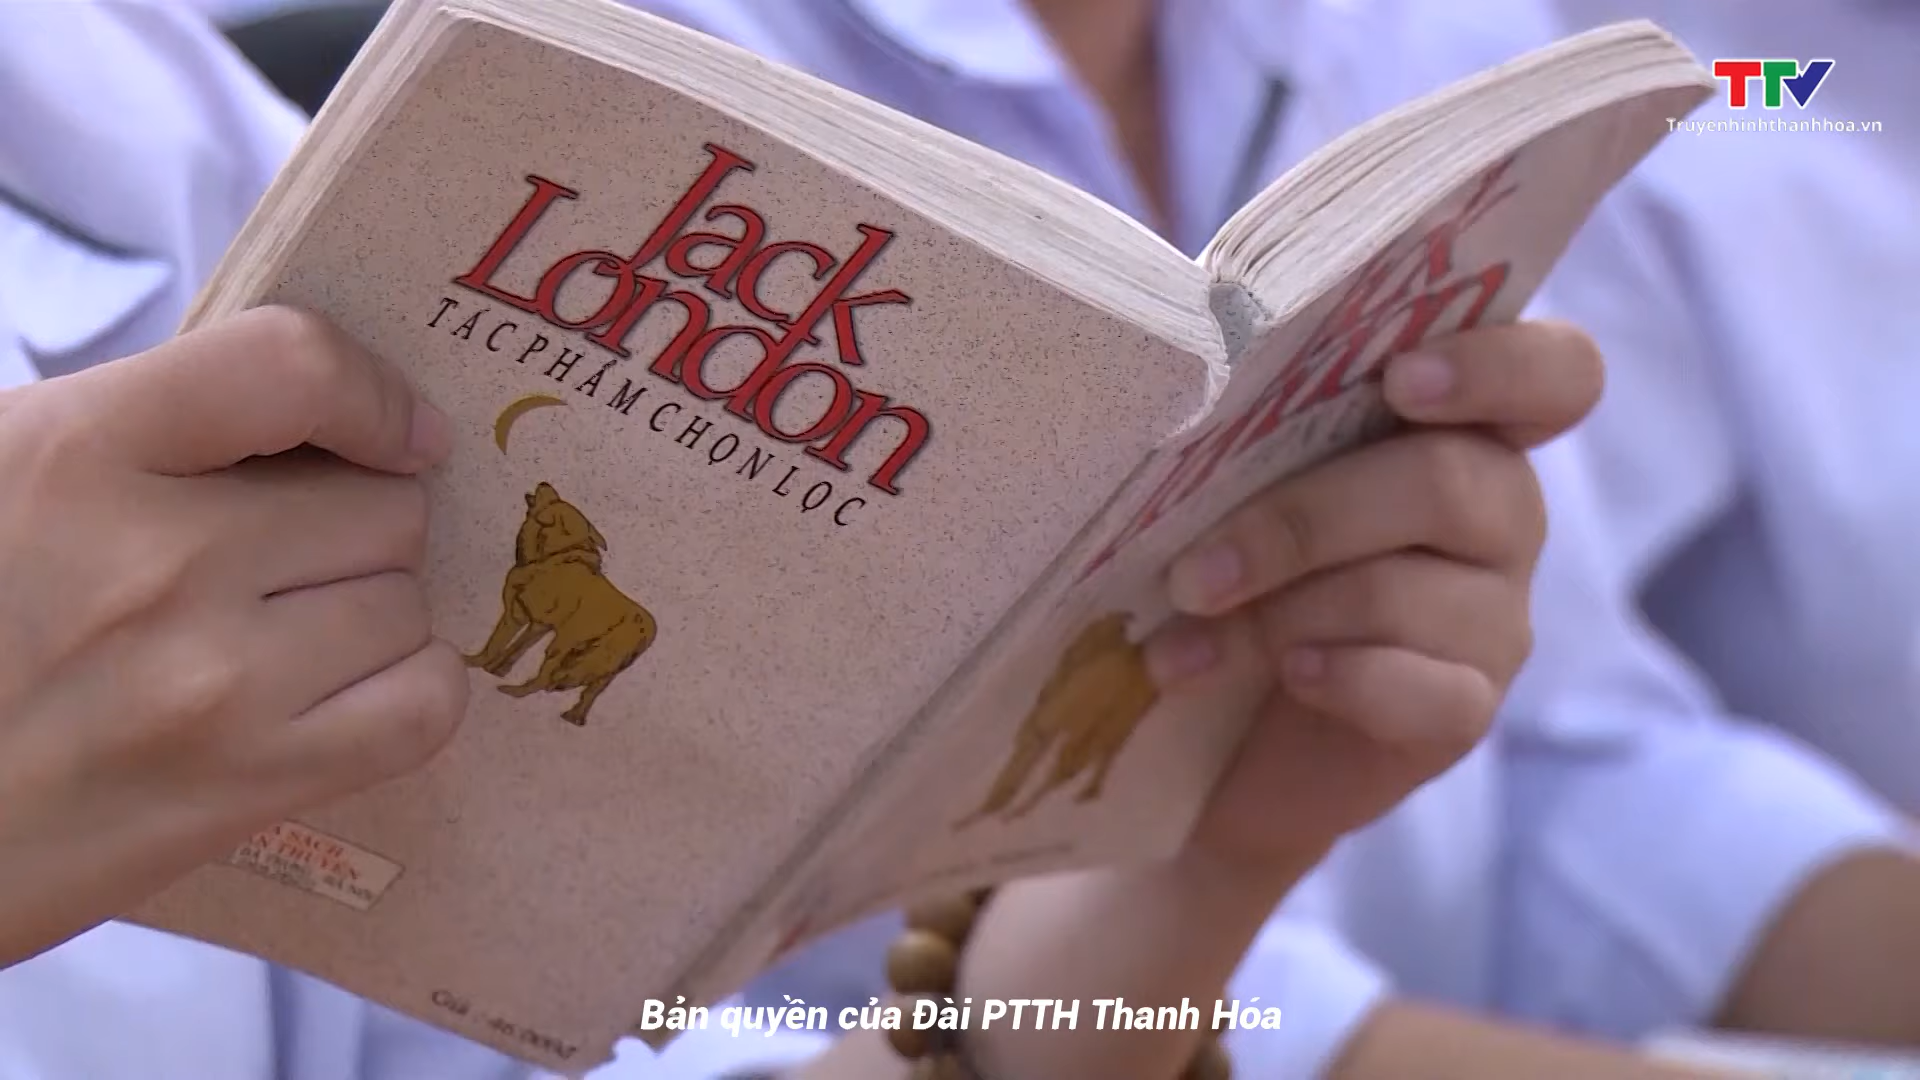 TTV
Truyenhinhthanhhoa.vn
Jack
London
TÁC PHẨM CHỌN LỌC
Bản quyền của Đài PTTH Thanh Hóa